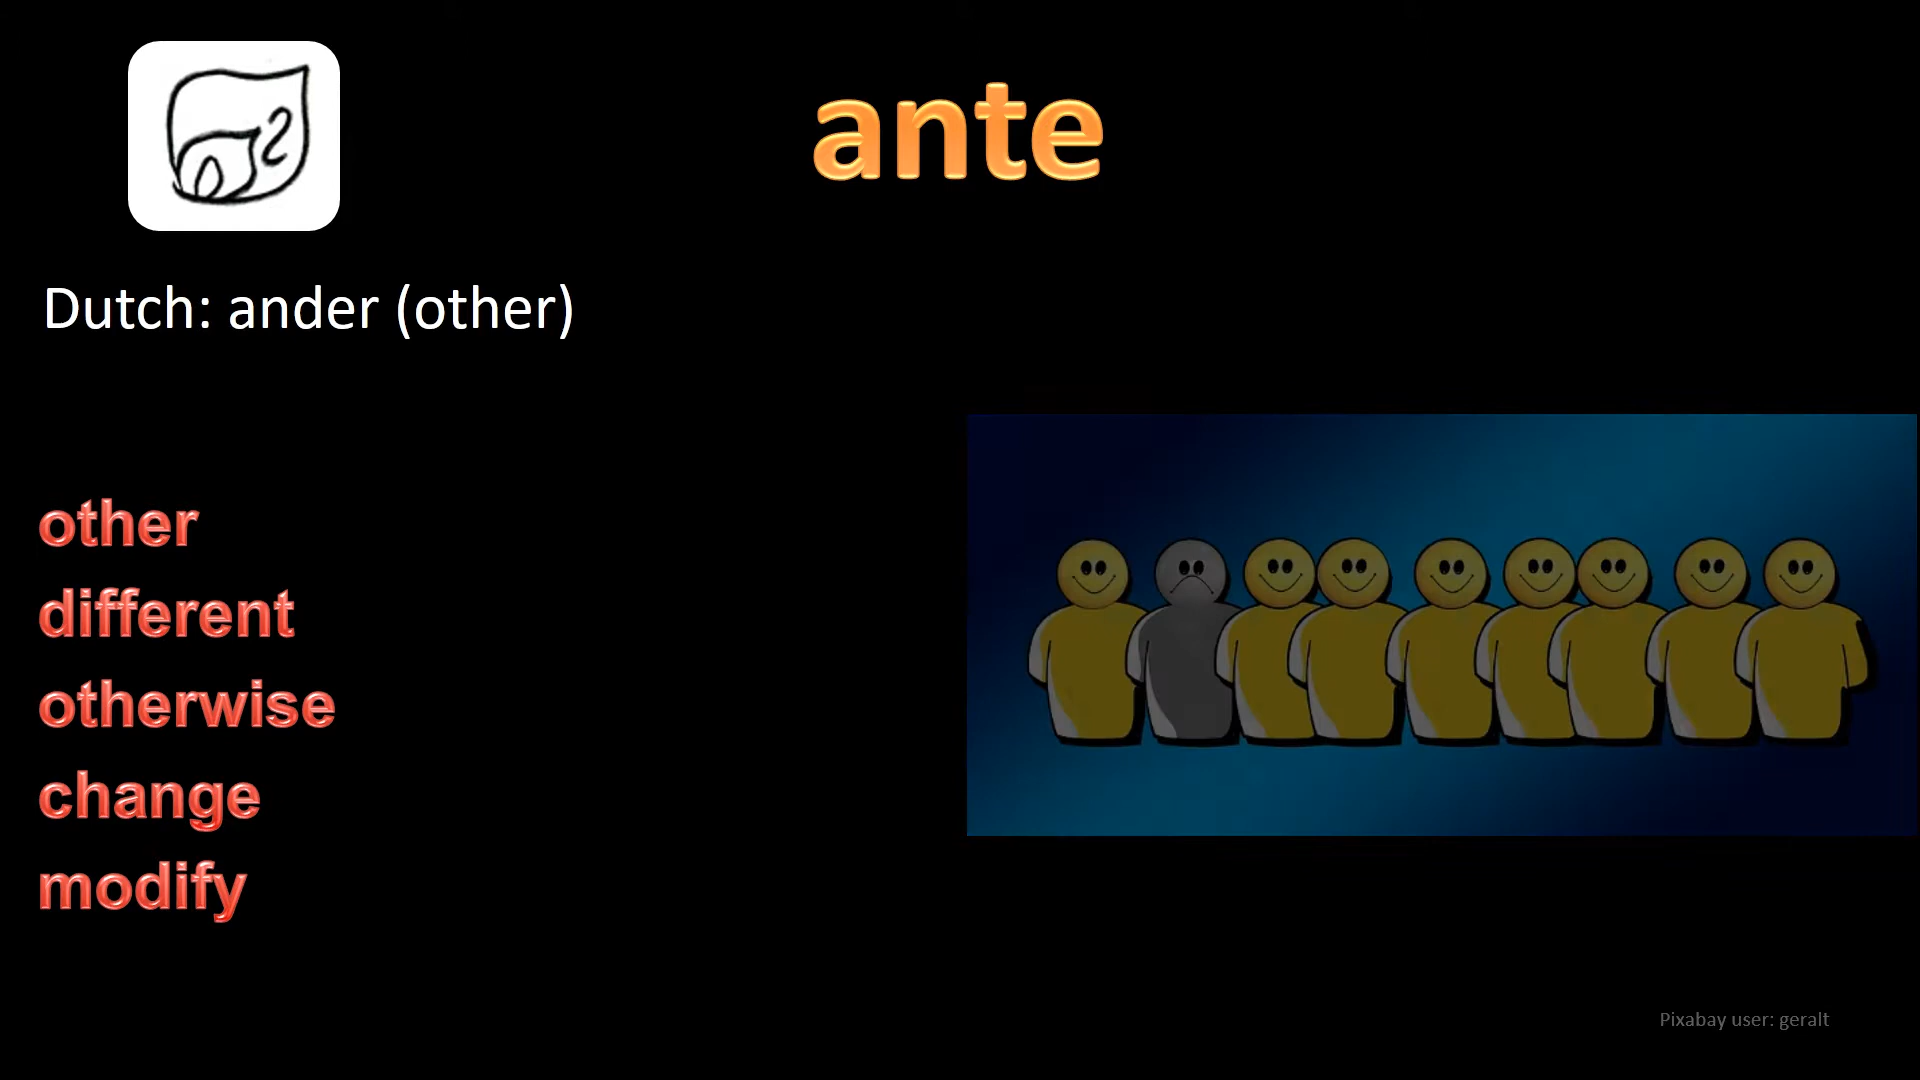 ante
Dutch: ander (other)
other
different
otherwise
change
modify
Pixabay user: geralt